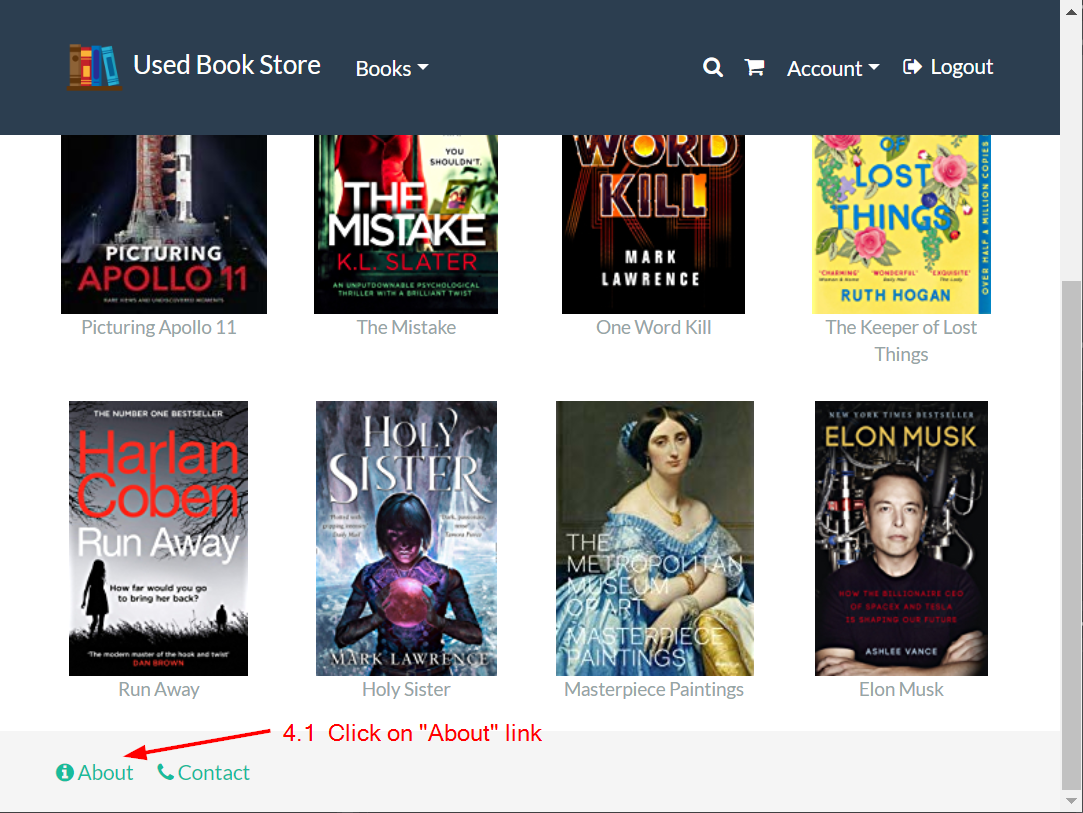 Used Book Store
Books
Account
Logout
PICTURING
APOLLO 11
RARE VIEWS AND UNDISCOVERED MOMENTS
Picturing Apollo 11
YOU
SHOULDN'T.
THE
MISTAKE
K.L. SLATER
AN UNPUTDOWNABLE PSYCHOLOGICAL
THRILLER WITH A BRILLIANT TWIST
The Mistake
WORD
KILL
MARK
LAWRENCE
One Word Kill
OF
LOST
THINGS
'CHARMING'
'WONDERFUL'
'EXQUISITE'
RUTH HOGAN
OVER HALF A MILLION COPIES
The Keeper of Lost
Things
THE NUMBER ONE BESTSELLER
Harlan
Coben
Run Away
How far would you go
to bring her back?
'The modern master of the hook and twist'
DAN BROWN
Run Away
HOLY
SISTER
MARK LAWRENCE
Holy Sister
THE
METROPOLITAN
MUSEUM
OF ART
MASTERPIECE
PAINTINGS
Masterpiece Paintings
NEW YORK TIMES BESTSELLER
ELON MUSK
HOW THE BILLIONAIRE CEO
OF SPACEX AND TESLA
IS SHAPING OUR FUTURE
ASHLEE VANCE
Elon Musk
4.1 Click on "About" link
About
Contact